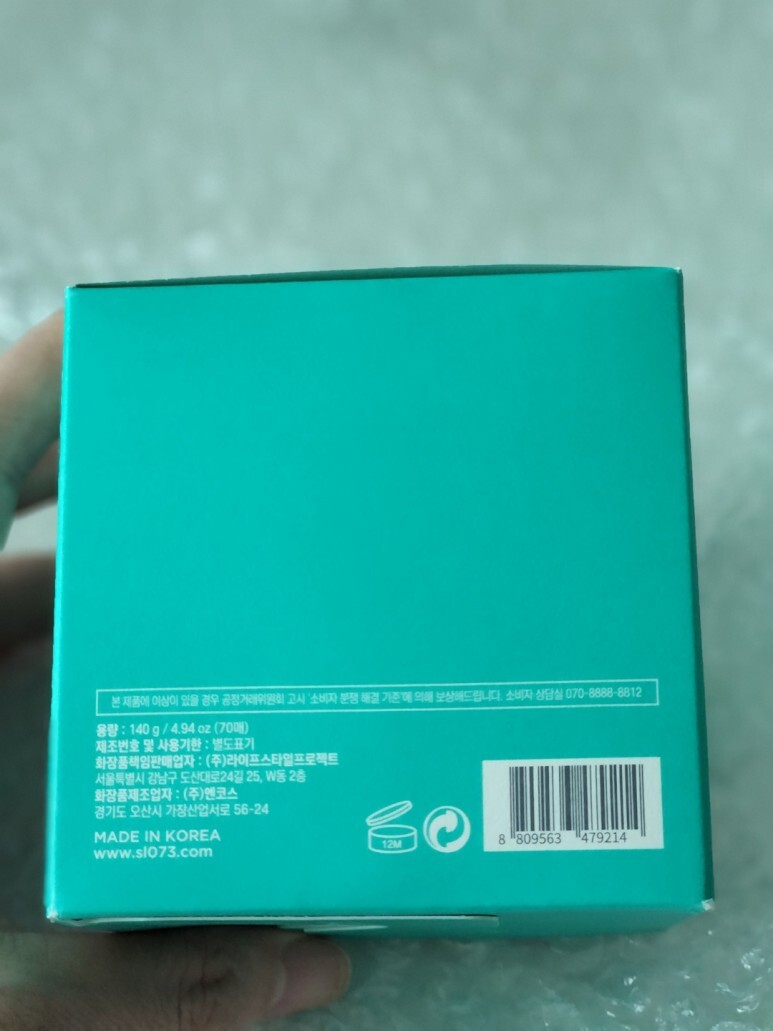 본 제품에 이상이 있을 경우 공정거래위원회 고시 '소비자 분쟁 해결 기준'에 의해 보상해드립니다. 소비자 상담실 070-8888-8812
용량 : 140 g / 4.94 oz (70매)
제조번호 및 사용기한 : 별도표기
화장품책임판매업자 : (주)라이프스타일프로젝트
서울특별시 강남구 도산대로24길 25, W동 2층
화장품제조업자 : (주)엔코스
경기도 오산시 가장산업서로 56-24
MADE IN KOREA
www.sl073.com
12M
8 809563 479214